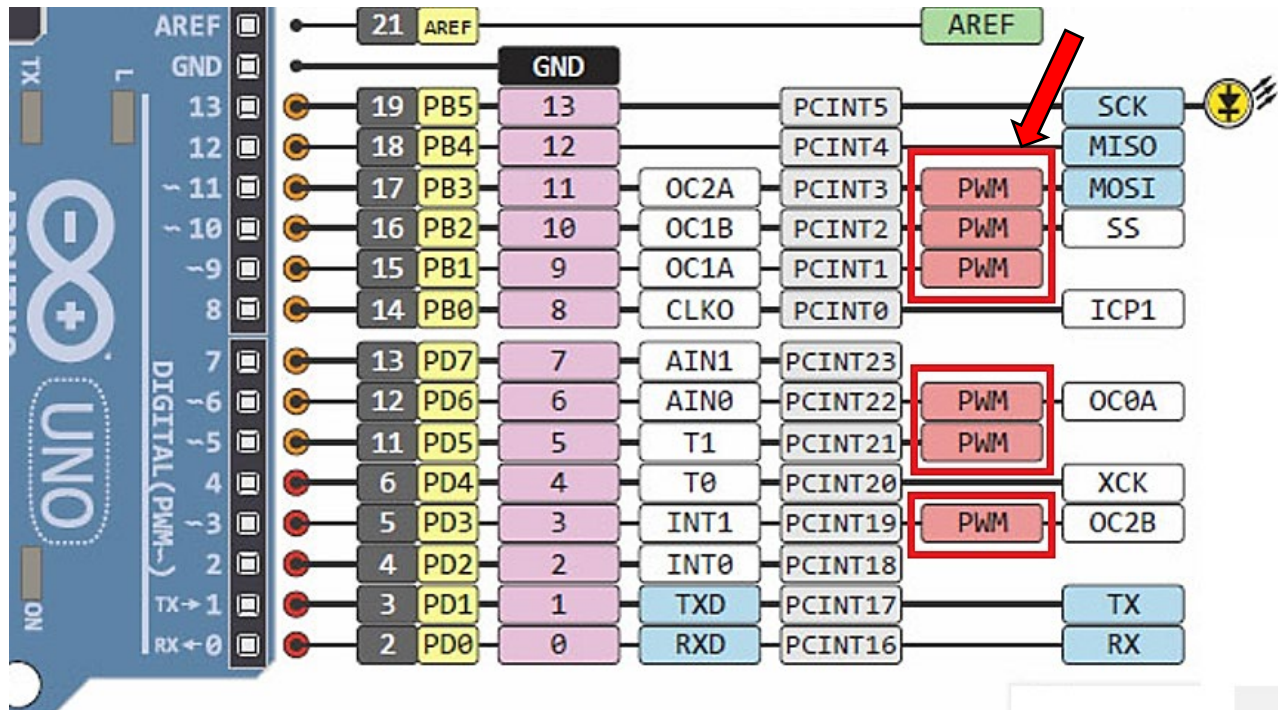 AREF 21 AREF AREF
GND GND
TX L
13 19 PB5 13 PCINT5 SCK
12 18 PB4 12 PCINT4 MISO
~11 17 PB3 11 OC2A PCINT3 PWM MOSI
~10 16 PB2 10 OC1B PCINT2 PWM SS
~9 15 PB1 9 OC1A PCINT1 PWM
8 14 PB0 8 CLKO PCINT0 ICP1
7 13 PD7 7 AIN1 PCINT23
~6 12 PD6 6 AIN0 PCINT22 PWM OC0A
~5 11 PD5 5 T1 PCINT21 PWM
4 6 PD4 4 T0 PCINT20 XCK
~3 5 PD3 3 INT1 PCINT19 PWM OC2B
2 4 PD2 2 INT0 PCINT18
TX→1 3 PD1 1 TXD PCINT17 TX
RX←0 2 PD0 0 RXD PCINT16 RX
DIGITAL (PWM~)
UNO
ON